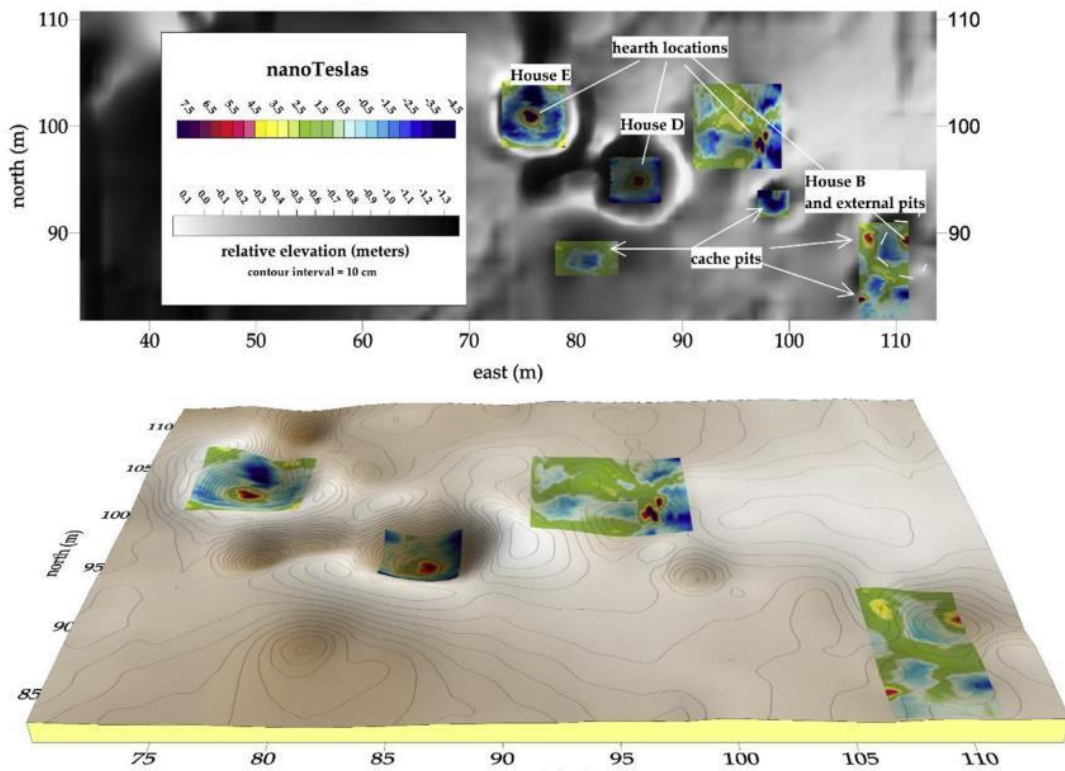 110
110
nanoTeslas
7.5 6.5 5.5 4.5 3.5 2.5 1.5 0.5 -0.5 -1.5 -2.5 -3.5 -4.5
hearth locations
House E
100
House D
100
north (m)
0.1 0.0 -0.1 -0.2 -0.3 -0.4 -0.5 -0.6 -0.7 -0.8 -0.9 -1.0 -1.1 -1.2 -1.3
House B
and external pits
90
90
relative elevation (meters)
contour interval = 10 cm
cache pits
40 50 60 70 80 90 100 110
east (m)
110
105
100
north (m)
95
90
85
75 80 85 90 95 100 105 110